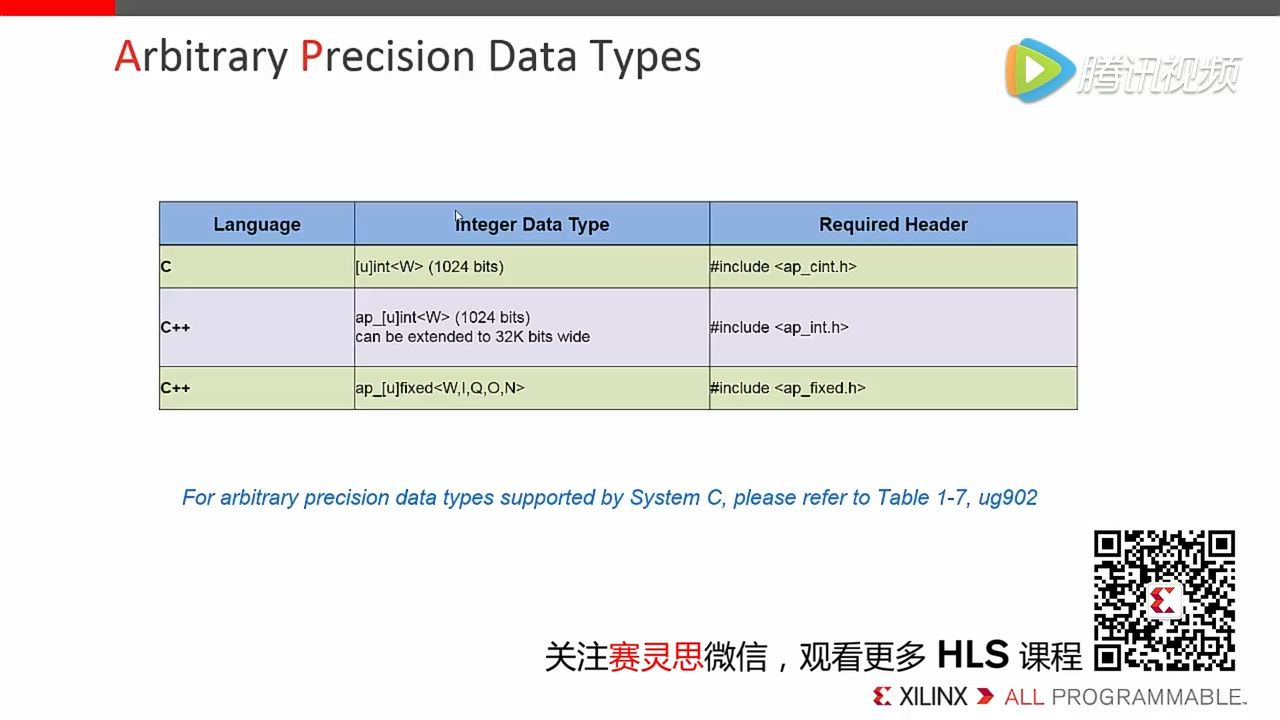 Arbitrary Precision Data Types
腾讯视频
Language Integer Data Type Required Header
C [u]int<W> (1024 bits) #include <ap_cint.h>
C++ ap_[u]int<W> (1024 bits) can be extended to 32K bits wide #include <ap_int.h>
C++ ap_[u]fixed<W,I,Q,O,N> #include <ap_fixed.h>
For arbitrary precision data types supported by System C, please refer to Table 1-7, ug902
关注赛灵思微信，观看更多 HLS 课程
XILINX ALL PROGRAMMABLE™